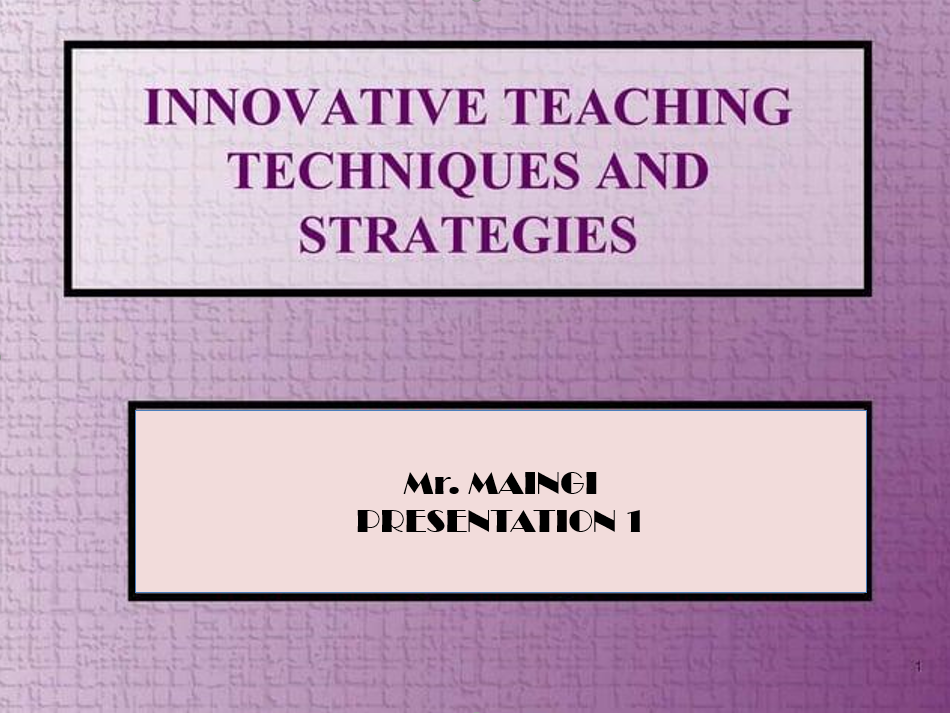 INNOVATIVE TEACHING
TECHNIQUES AND
STRATEGIES
Mr. MAINGI
PRESENTATION 1
1